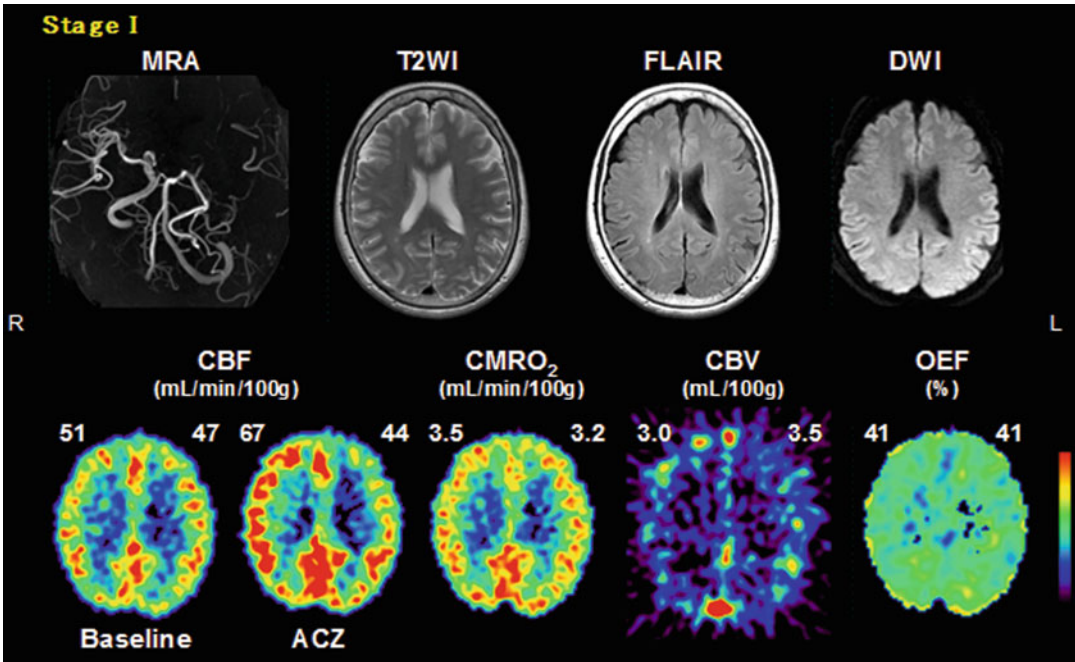 Stage I
MRA
T2WI
FLAIR
DWI
R
L
CBF
(mL/min/100g)
CMRO₂
(mL/min/100g)
CBV
(mL/100g)
OEF
(%)
51 47 67 44 3.5 3.2 3.0 3.5 41 41
Baseline
ACZ